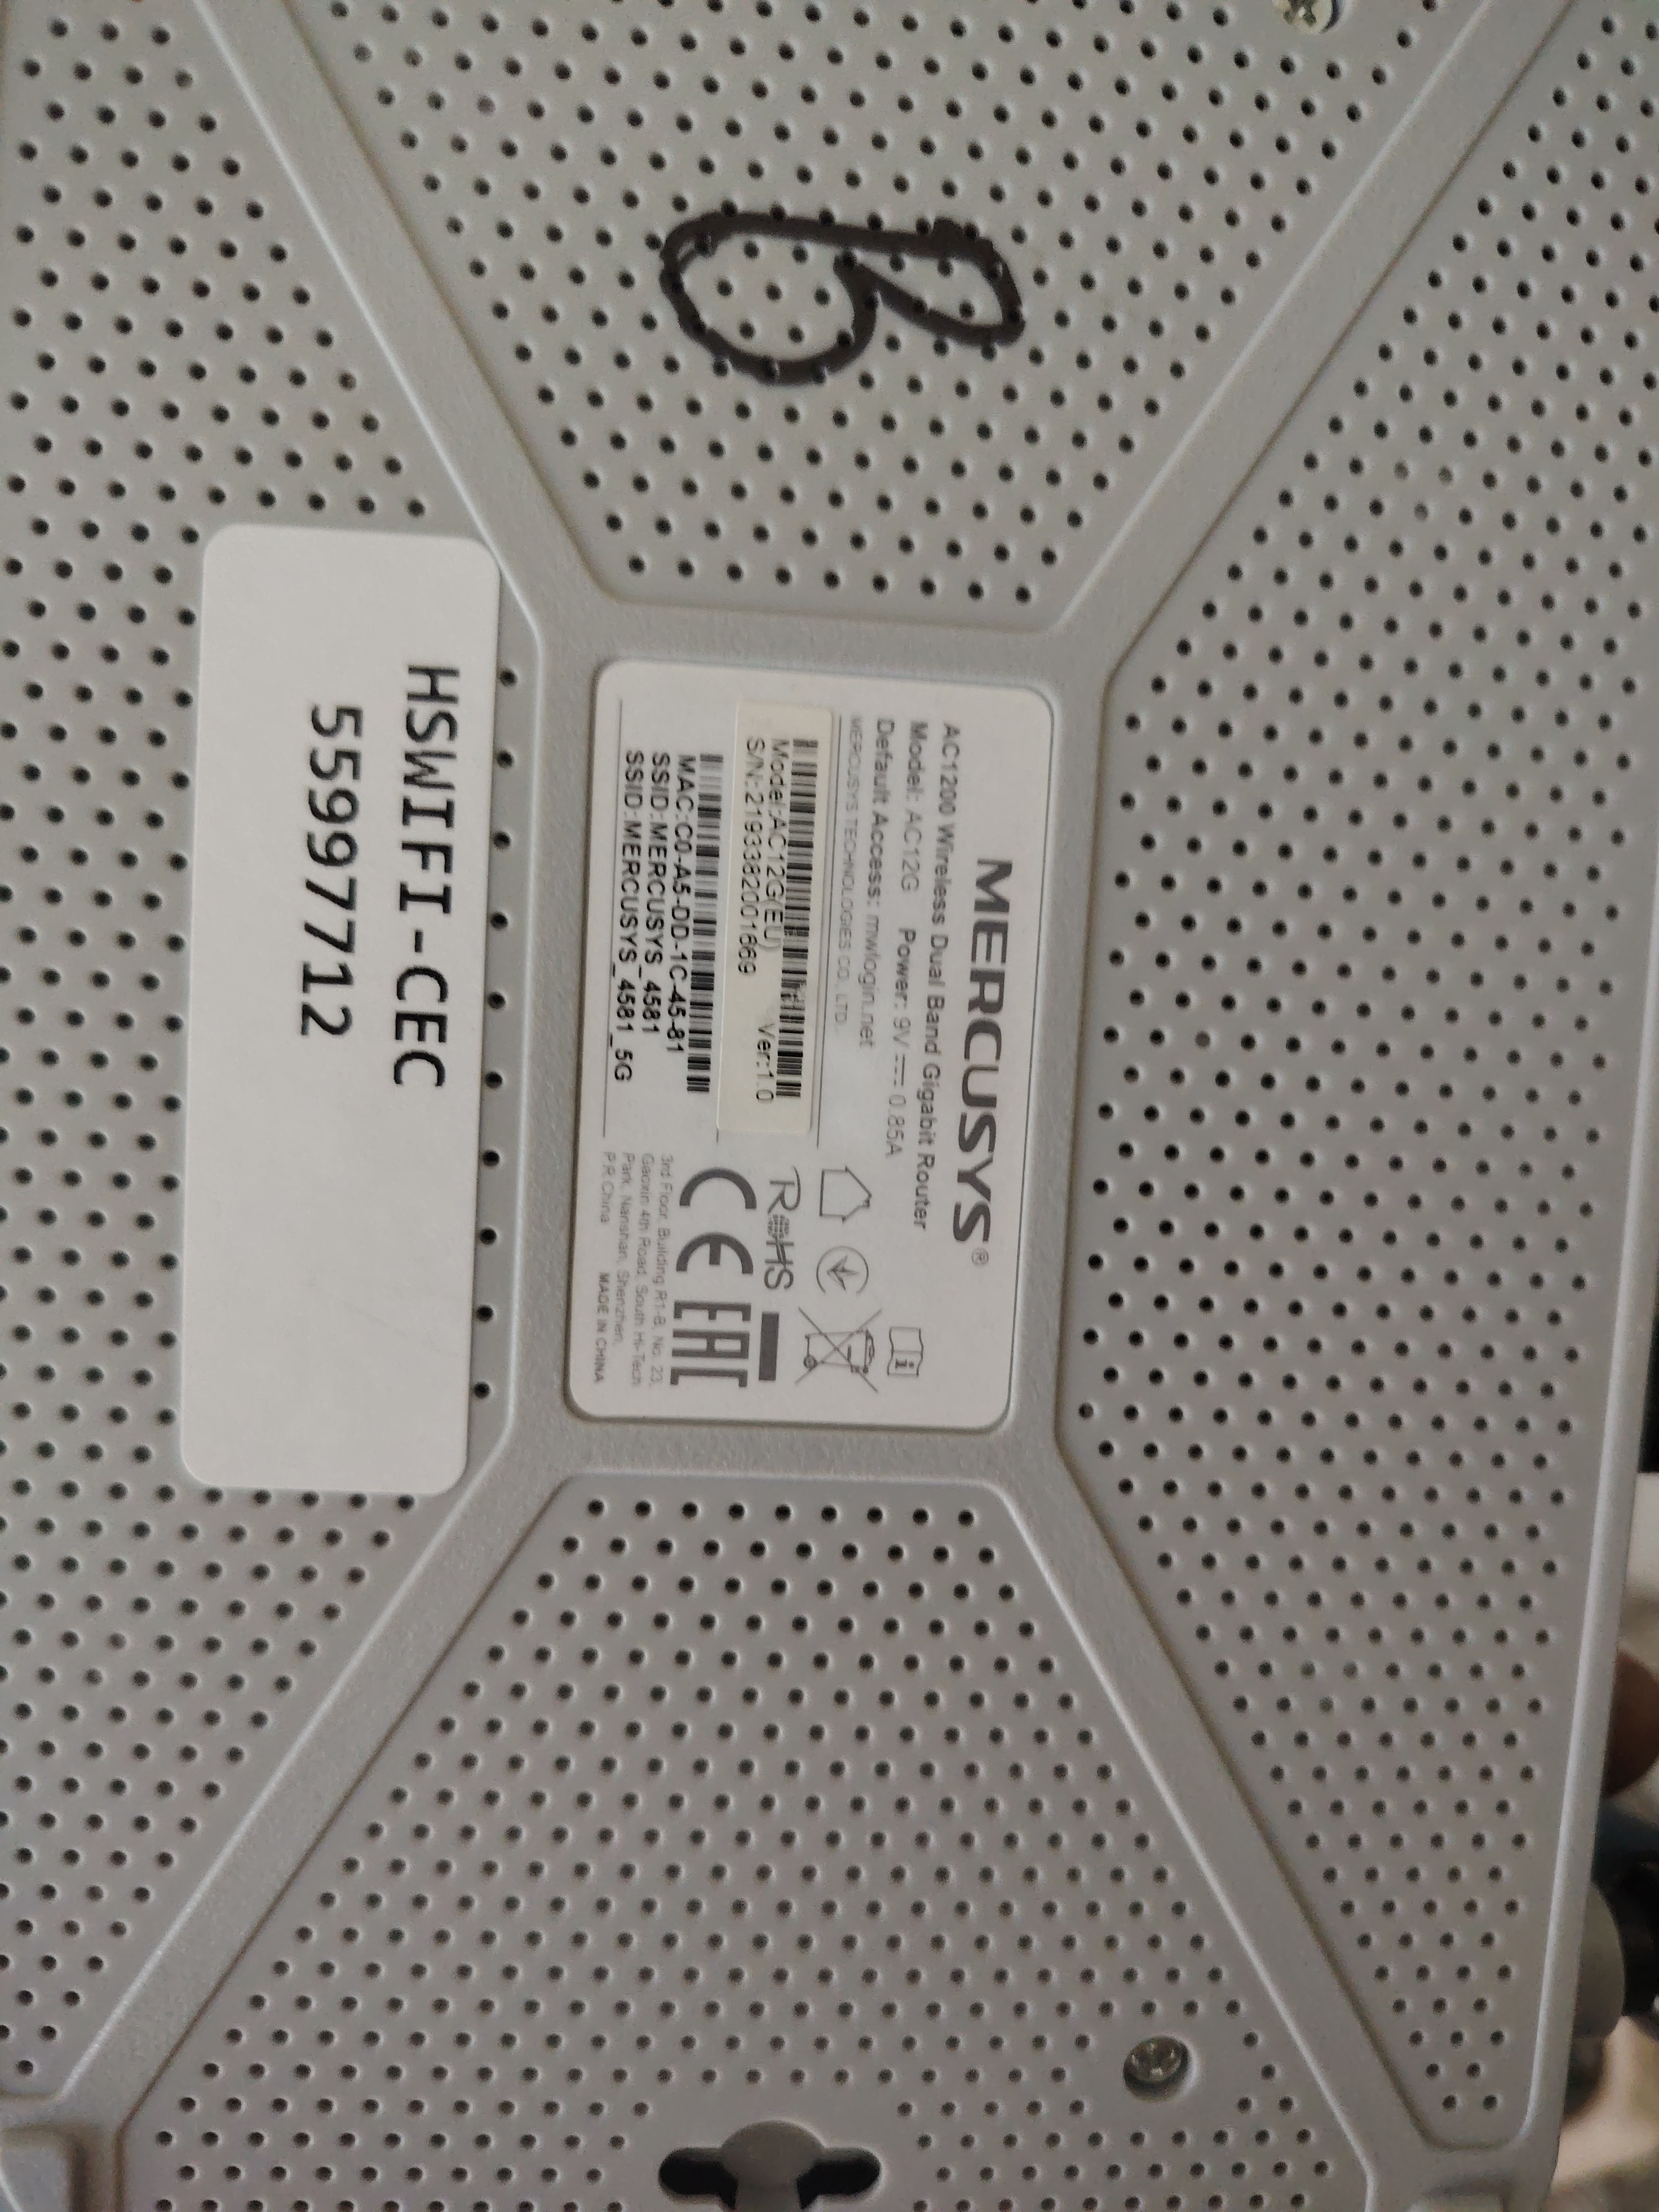 B
MERCUSYS®
AC1200 Wireless Dual Band Gigabit Router
Model: AC12G Power: 9V ⎓ 0.85A
Default Access: mwlogin.net
MERCUSYS TECHNOLOGIES CO., LTD.
Model:AC12G(EU) Ver:1.0
S/N:2193382001669
MAC:C0-A5-DD-1C-45-81
SSID:MERCUSYS_4581
SSID:MERCUSYS_4581_5G
RoHS
CE EAC
3rd Floor, Building R1-B, No. 23,
Gaoxin 4th Road, South Hi-Tech
Park, Nanshan, Shenzhen,
P.R.China MADE IN CHINA
HSWIFI-CEC
55997712